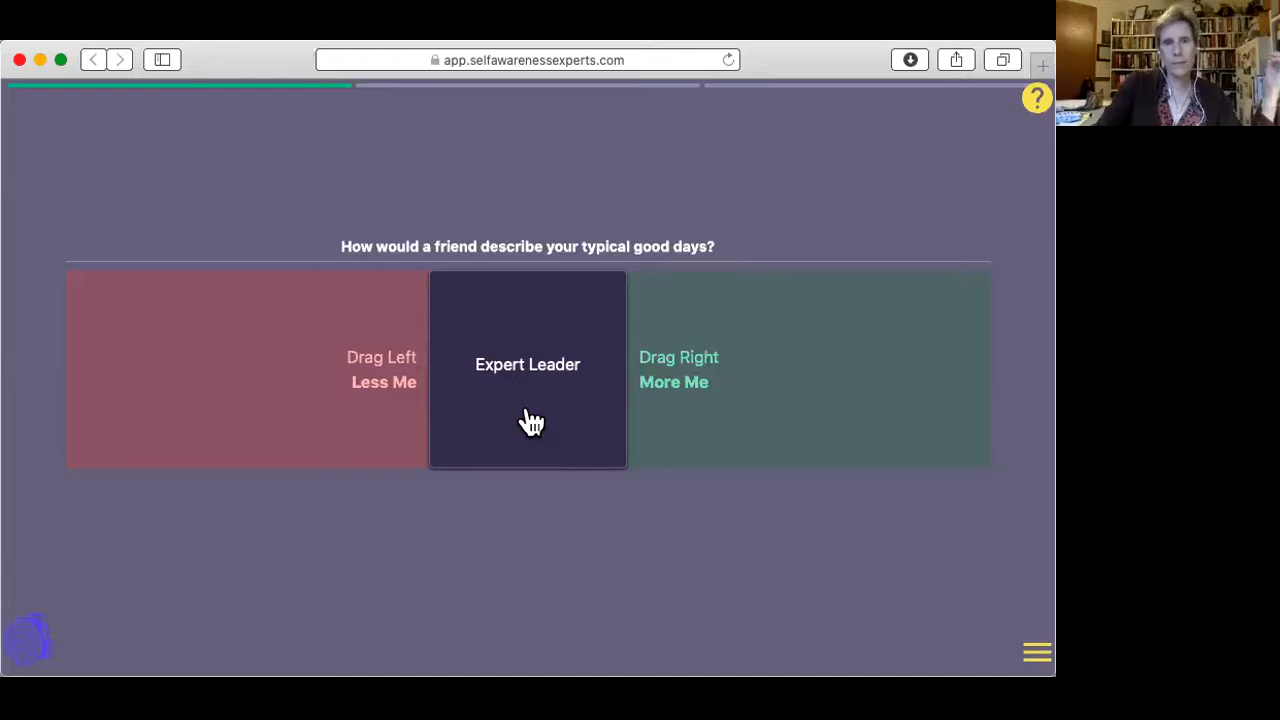 app.selfawarenessexperts.com
?
How would a friend describe your typical good days?
Drag Left
Less Me
Expert Leader
Drag Right
More Me